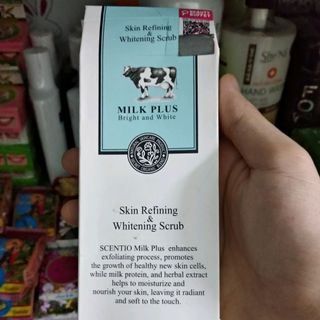 Skin Refining
&
Whitening Scrub
MILK PLUS
Bright and White
Skin Refining
&
Whitening Scrub
SCENTIO Milk Plus enhances
exfoliating process, promotes
the growth of healthy new skin cells,
while milk protein, and herbal extract
helps to moisturize and
nourish your skin, leaving it radiant
and soft to the touch.
HAND WASH